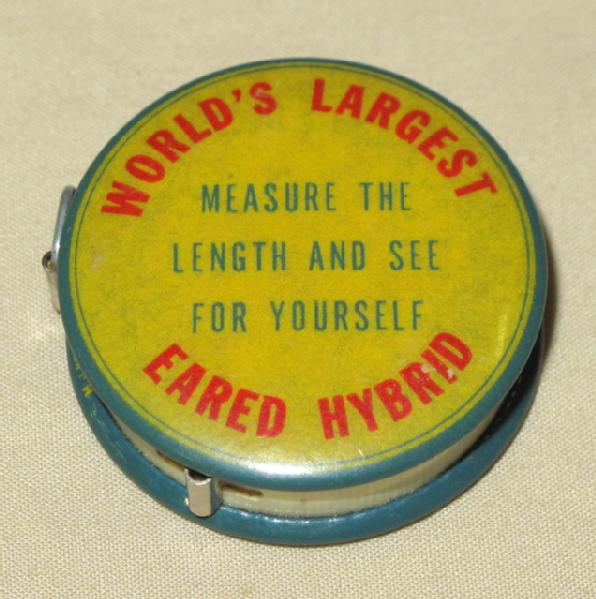 WORLD'S LARGEST
MEASURE THE
LENGTH AND SEE
FOR YOURSELF
EARED HYBRID